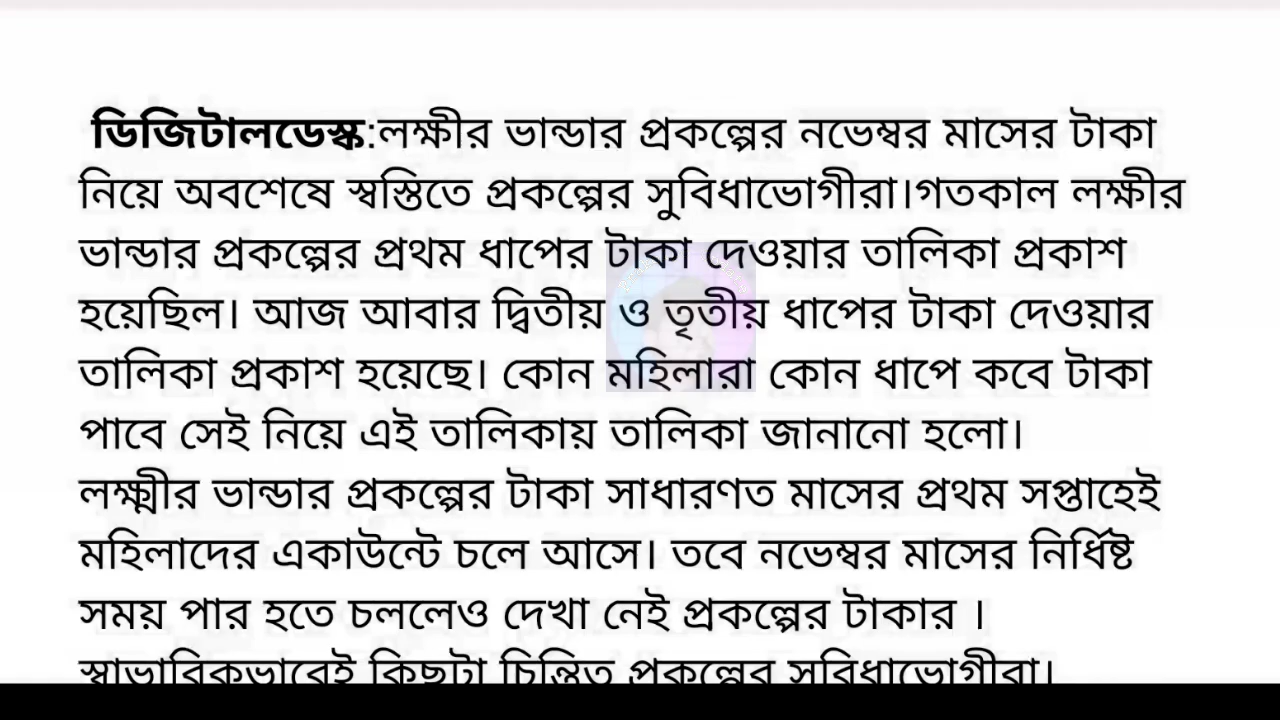 ডিজিটালডেস্ক:লক্ষীর ভান্ডার প্রকল্পের নভেম্বর মাসের টাকা
নিয়ে অবশেষে স্বস্তিতে প্রকল্পের সুবিধাভোগীরা।গতকাল লক্ষীর
ভান্ডার প্রকল্পের প্রথম ধাপের টাকা দেওয়ার তালিকা প্রকাশ
হয়েছিল। আজ আবার দ্বিতীয় ও তৃতীয় ধাপের টাকা দেওয়ার
তালিকা প্রকাশ হয়েছে। কোন মহিলারা কোন ধাপে কবে টাকা
পাবে সেই নিয়ে এই তালিকায় তালিকা জানানো হলো।
লক্ষ্মীর ভান্ডার প্রকল্পের টাকা সাধারণত মাসের প্রথম সপ্তাহেই
মহিলাদের একাউন্টে চলে আসে। তবে নভেম্বর মাসের নির্ধিষ্ট
সময় পার হতে চললেও দেখা নেই প্রকল্পের টাকার ।
স্বাভাবিকভাবেই কিছুটা চিন্তিত প্রকল্পের সুবিধাভোগীরা।